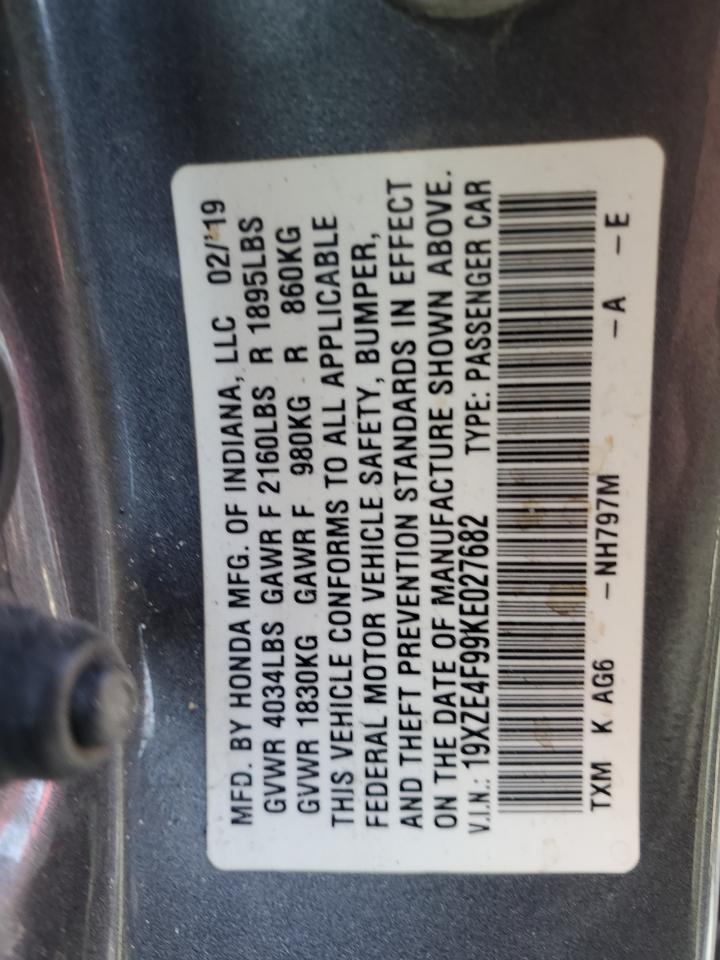 MFD. BY HONDA MFG. OF INDIANA, LLC 02/'19
GVWR 4034LBS GAWR F 2160LBS R 1895LBS
GVWR 1830KG GAWR F 980KG R 860KG
THIS VEHICLE CONFORMS TO ALL APPLICABLE
FEDERAL MOTOR VEHICLE SAFETY, BUMPER,
AND THEFT PREVENTION STANDARDS IN EFFECT
ON THE DATE OF MANUFACTURE SHOWN ABOVE.
V.I.N.: 19XZE4F99KE027682 TYPE: PASSENGER CAR
TXM K AG6 -NH797M -A -E